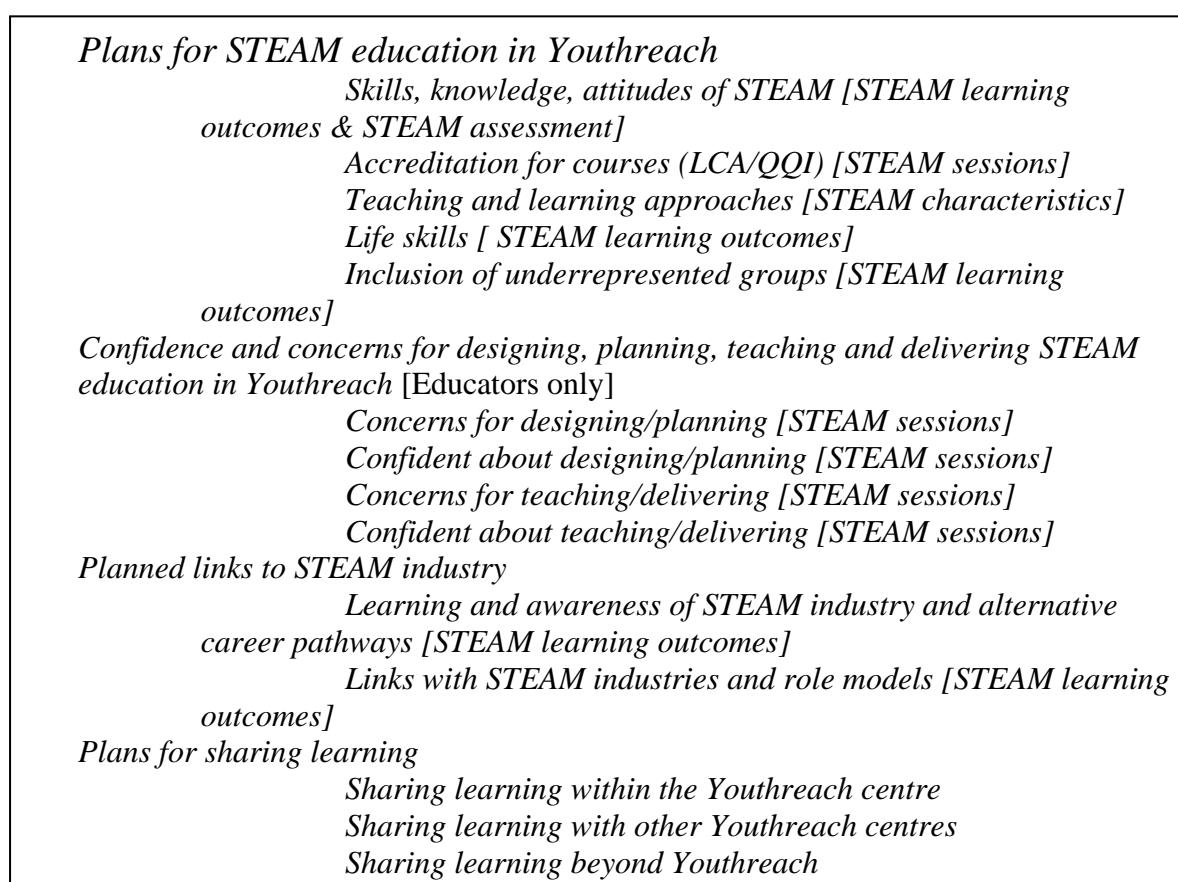 Plans for STEAM education in Youthreach
Skills, knowledge, attitudes of STEAM [STEAM learning
outcomes & STEAM assessment]
Accreditation for courses (LCA/QQI) [STEAM sessions]
Teaching and learning approaches [STEAM characteristics]
Life skills [ STEAM learning outcomes]
Inclusion of underrepresented groups [STEAM learning
outcomes]
Confidence and concerns for designing, planning, teaching and delivering STEAM
education in Youthreach [Educators only]
Concerns for designing/planning [STEAM sessions]
Confident about designing/planning [STEAM sessions]
Concerns for teaching/delivering [STEAM sessions]
Confident about teaching/delivering [STEAM sessions]
Planned links to STEAM industry
Learning and awareness of STEAM industry and alternative
career pathways [STEAM learning outcomes]
Links with STEAM industries and role models [STEAM learning
outcomes]
Plans for sharing learning
Sharing learning within the Youthreach centre
Sharing learning with other Youthreach centres
Sharing learning beyond Youthreach